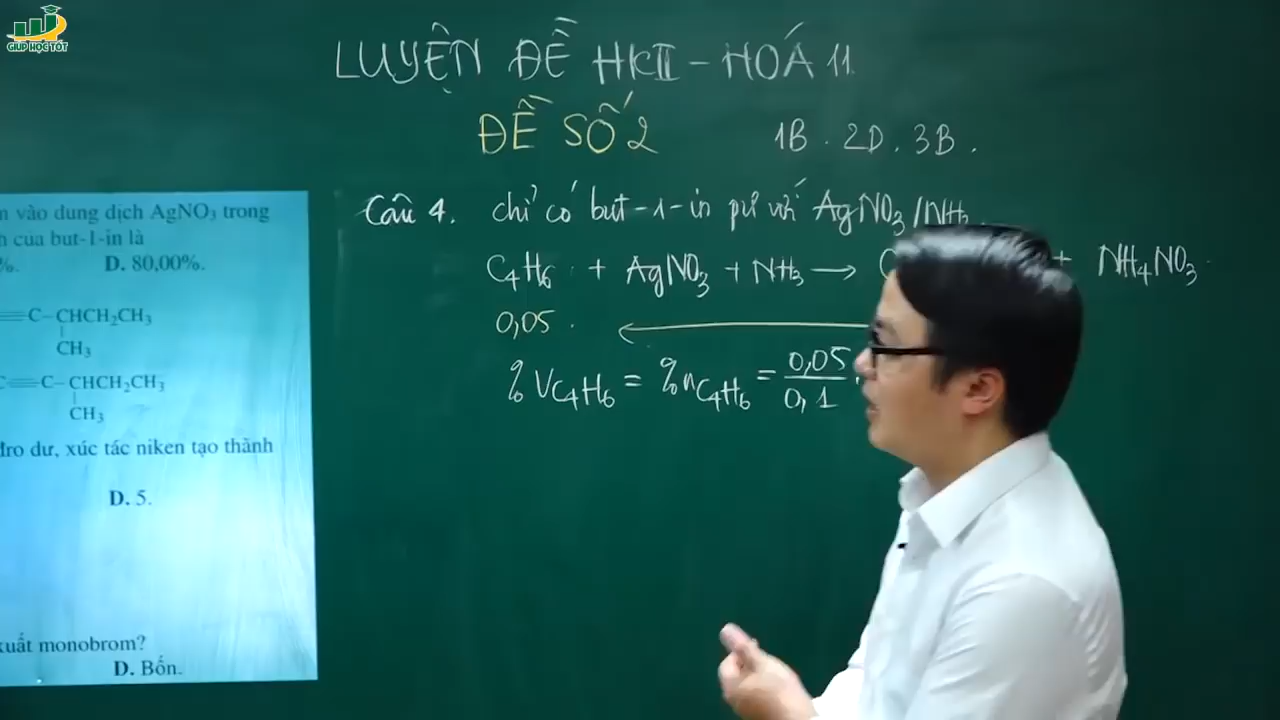 GIUP HỌC TỐT
LUYỆN ĐỀ HKII - HOÁ 11
ĐỀ SỐ 2
1B. 2D. 3B.
Câu 4. chỉ có but-1-in pư với AgNO3/NH3
C4H6 + AgNO3 + NH3 → C + NH4NO3
0,05
%VC4H6 = %nC4H6 = 0,05/0,1
vào dung dịch AgNO3 trong
của but-1-in là
%. D. 80,00%.
≡C-CHCH2CH3
CH3
C≡C-CHCH2CH3
CH3
dư, xúc tác niken tạo thành
D. 5.
xuất monobrom?
D. Bốn.